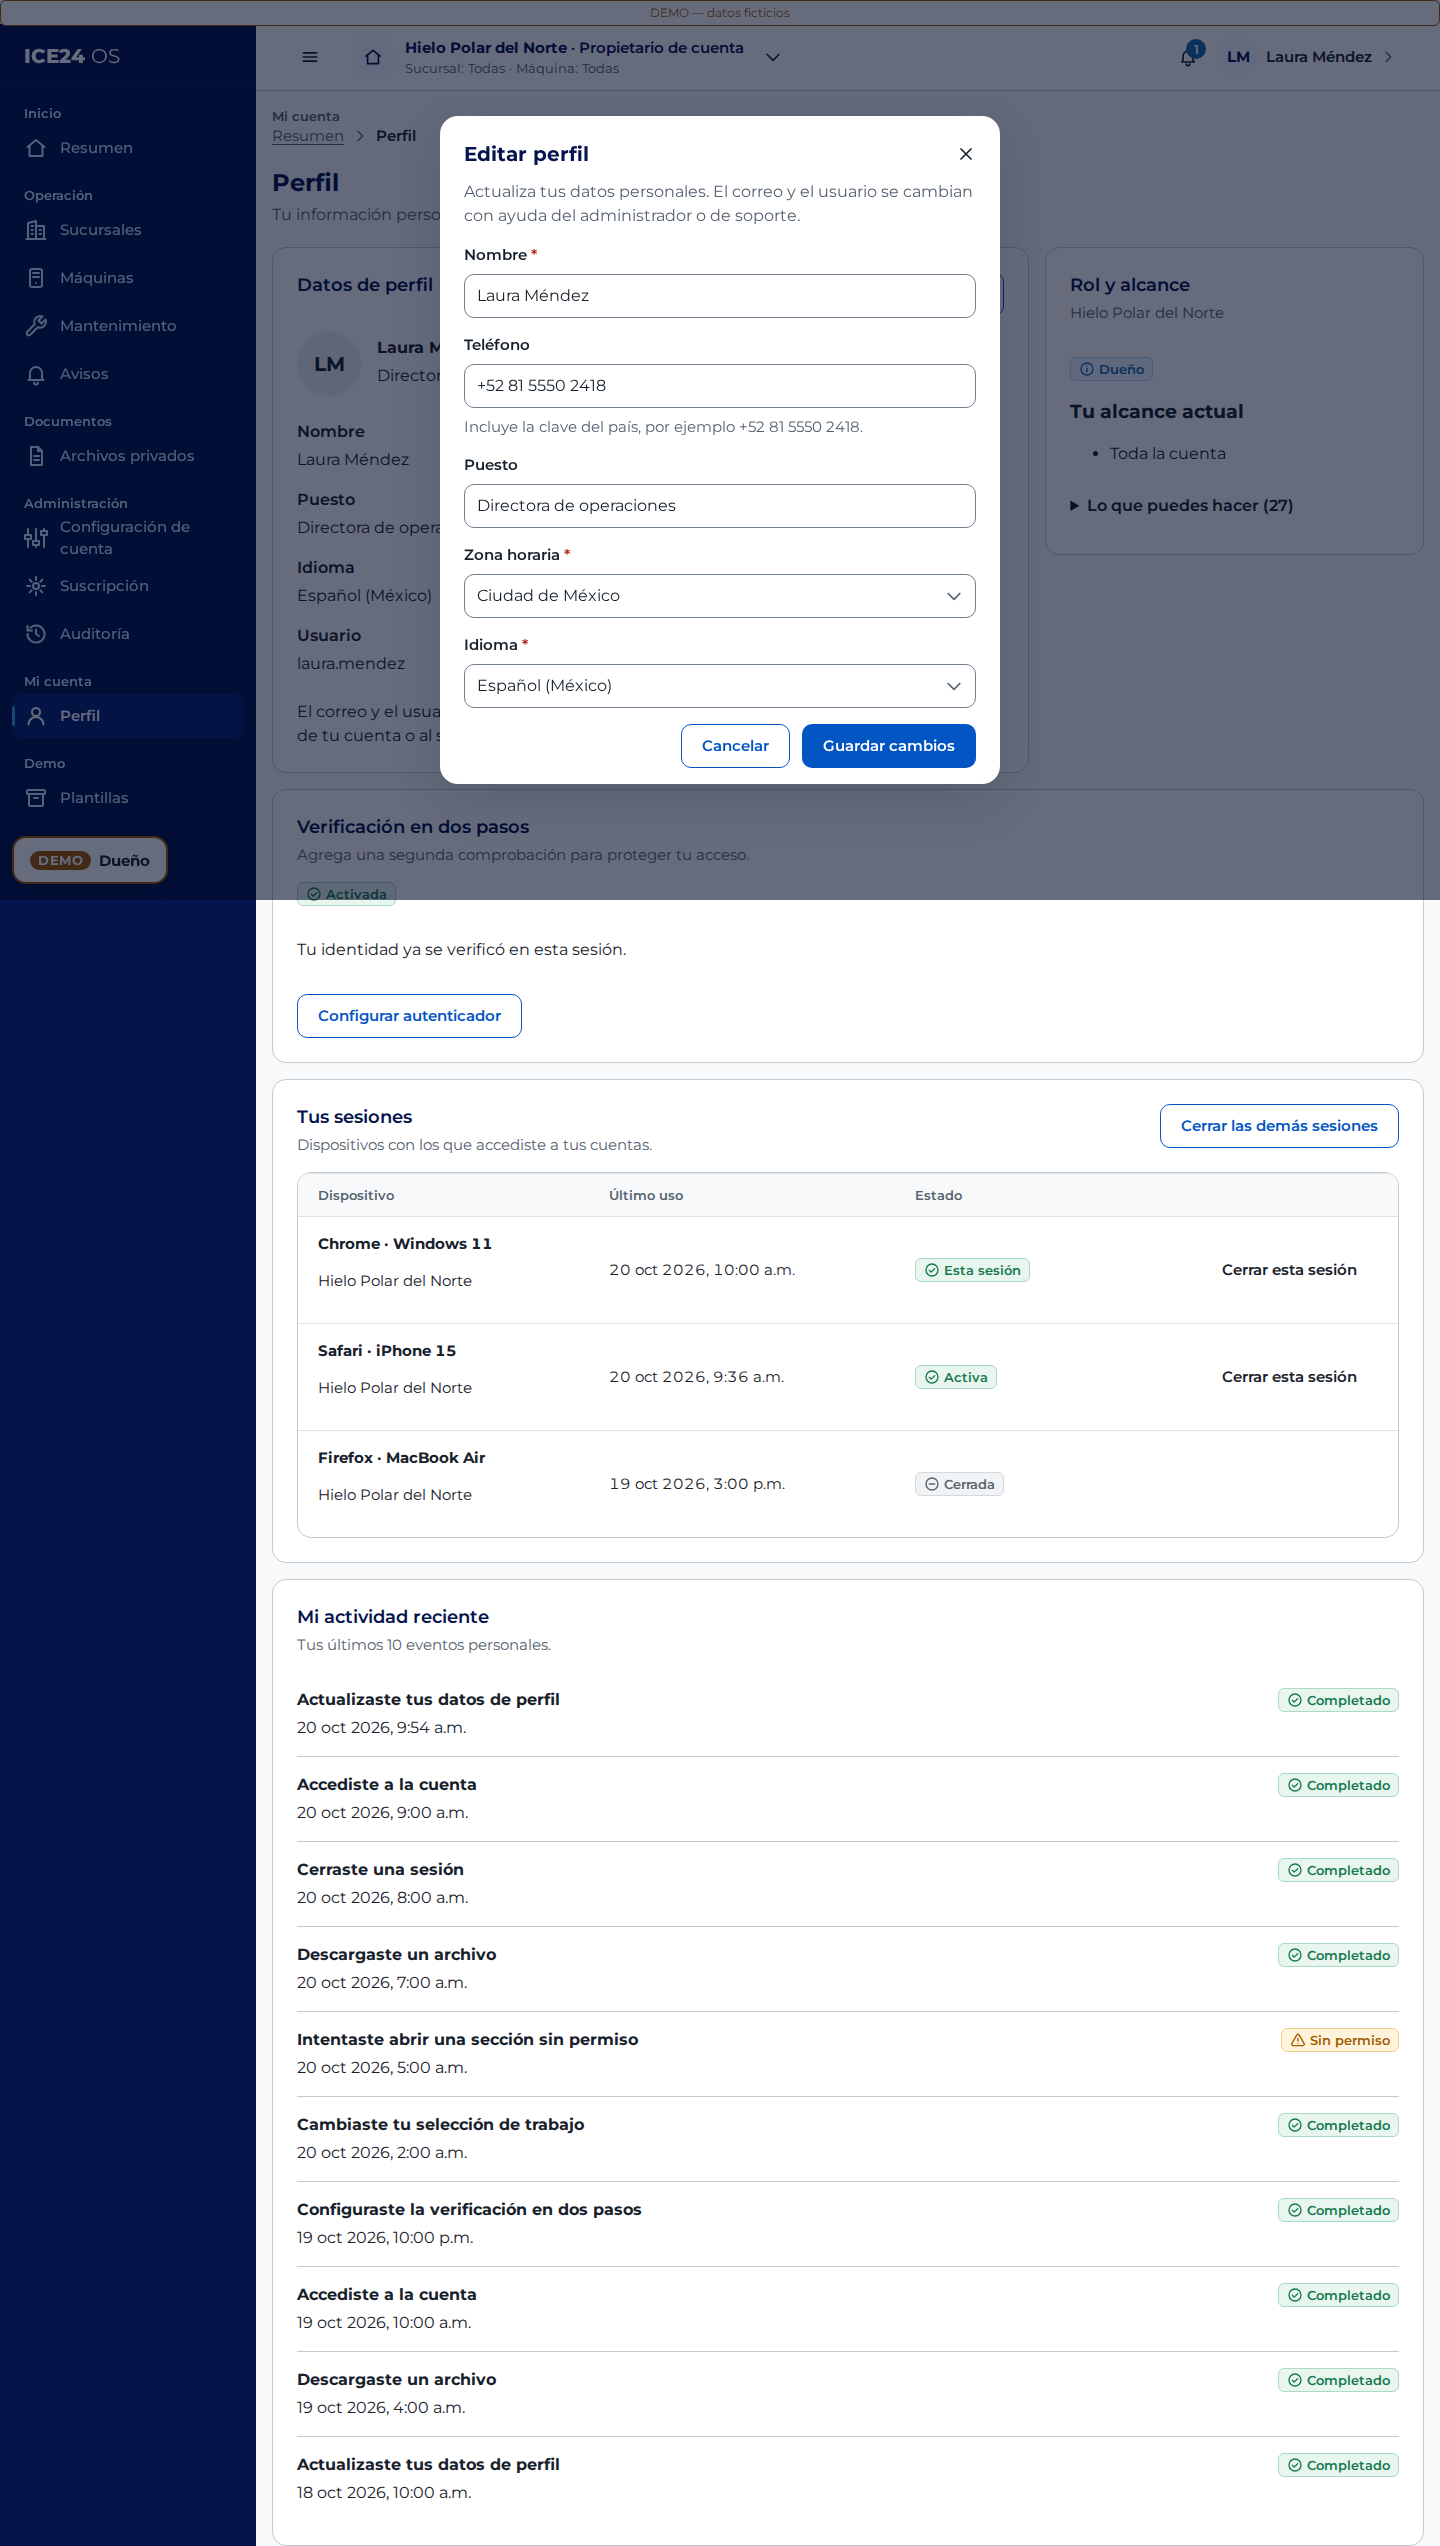 DEMO — datos ficticios
ICE24 OS
Inicio
Resumen
Operación
Sucursales
Máquinas
Mantenimiento
Avisos
Documentos
Archivos privados
Administración
Configuración de
cuenta
Suscripción
Auditoría
Mi cuenta
Perfil
Demo
Plantillas
DEMO Dueño
Hielo Polar del Norte · Propietario de cuenta
Sucursal: Todas · Máquina: Todas
1
LM Laura Méndez
Mi cuenta
Resumen > Perfil
Perfil
Tu información perso
Datos de perfil
LM
Laura M
Director
Nombre
Laura Méndez
Puesto
Directora de opera
Idioma
Español (México)
Usuario
laura.mendez
El correo y el usua
de tu cuenta o al s
Editar perfil
Actualiza tus datos personales. El correo y el usuario se cambian
con ayuda del administrador o de soporte.
Nombre *
Laura Méndez
Teléfono
+52 81 5550 2418
Incluye la clave del país, por ejemplo +52 81 5550 2418.
Puesto
Directora de operaciones
Zona horaria *
Ciudad de México
Idioma *
Español (México)
Cancelar
Guardar cambios
Rol y alcance
Hielo Polar del Norte
Dueño
Tu alcance actual
• Toda la cuenta
Lo que puedes hacer (27)
Verificación en dos pasos
Agrega una segunda comprobación para proteger tu acceso.
Activada
Tu identidad ya se verificó en esta sesión.
Configurar autenticador
Tus sesiones
Dispositivos con los que accediste a tus cuentas.
Cerrar las demás sesiones
Dispositivo Último uso Estado
Chrome · Windows 11
Hielo Polar del Norte
20 oct 2026, 10:00 a.m.
Esta sesión
Cerrar esta sesión
Safari · iPhone 15
Hielo Polar del Norte
20 oct 2026, 9:36 a.m.
Activa
Cerrar esta sesión
Firefox · MacBook Air
Hielo Polar del Norte
19 oct 2026, 3:00 p.m.
Cerrada
Mi actividad reciente
Tus últimos 10 eventos personales.
Actualizaste tus datos de perfil
20 oct 2026, 9:54 a.m.
Completado
Accediste a la cuenta
20 oct 2026, 9:00 a.m.
Completado
Cerraste una sesión
20 oct 2026, 8:00 a.m.
Completado
Descargaste un archivo
20 oct 2026, 7:00 a.m.
Completado
Intentaste abrir una sección sin permiso
20 oct 2026, 5:00 a.m.
Sin permiso
Cambiaste tu selección de trabajo
20 oct 2026, 2:00 a.m.
Completado
Configuraste la verificación en dos pasos
19 oct 2026, 10:00 p.m.
Completado
Accediste a la cuenta
19 oct 2026, 10:00 a.m.
Completado
Descargaste un archivo
19 oct 2026, 4:00 a.m.
Completado
Actualizaste tus datos de perfil
18 oct 2026, 10:00 a.m.
Completado